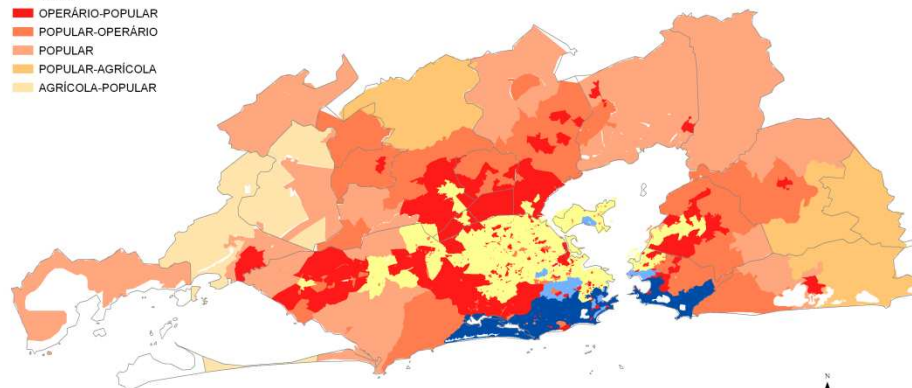 OPERÁRIO-POPULAR
POPULAR-OPERÁRIO
POPULAR
POPULAR-AGRÍCOLA
AGRÍCOLA-POPULAR
N